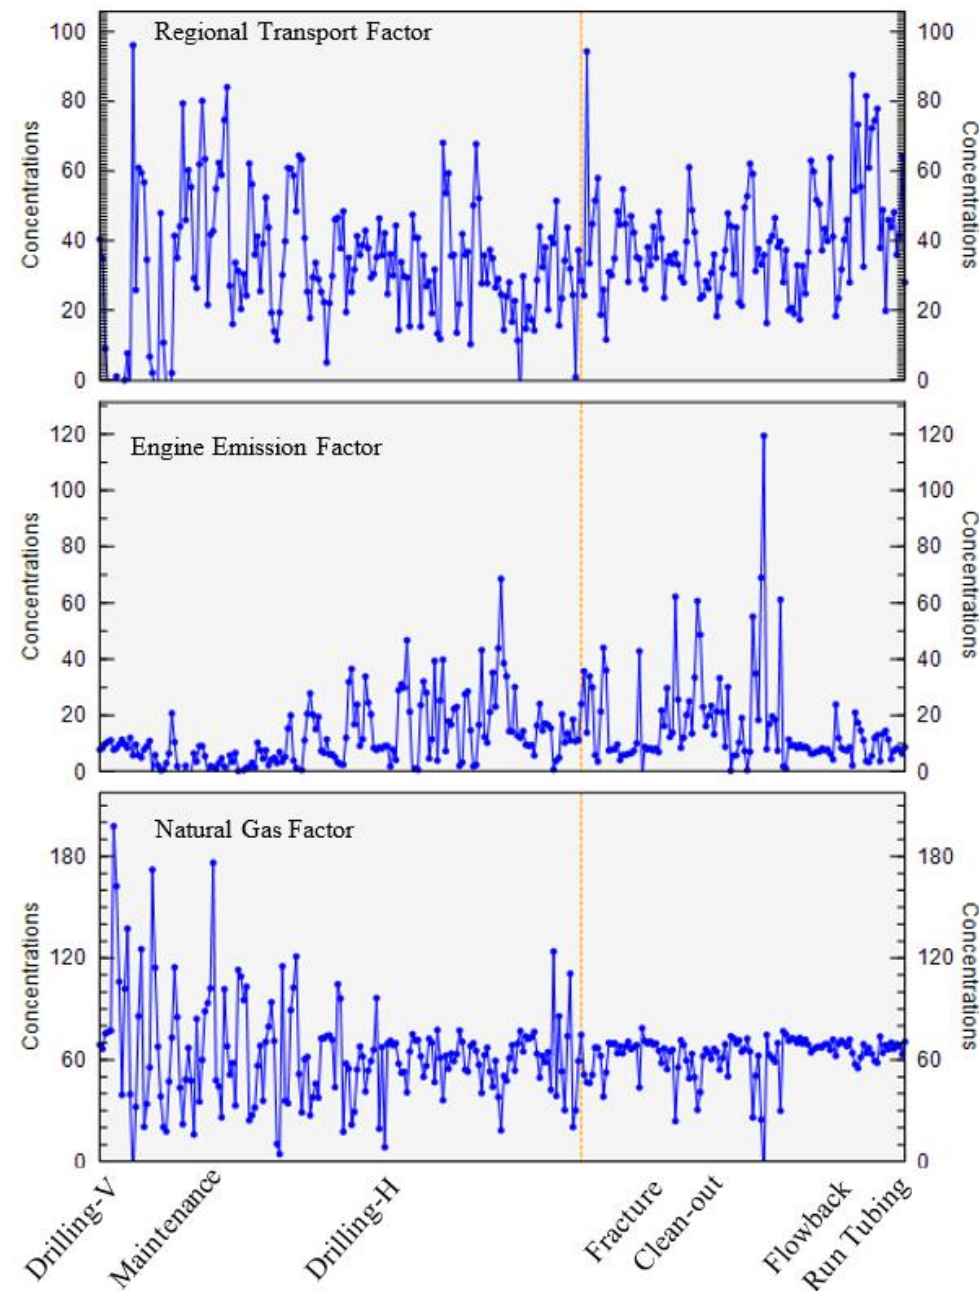 Regional Transport Factor
100 100
80 80
60 60
40 40
20 20
0 0
Concentrations
Concentrations
Engine Emission Factor
120 120
100 100
80 80
60 60
40 40
20 20
0 0
Concentrations
Concentrations
Natural Gas Factor
180 180
120 120
60 60
0 0
Concentrations
Concentrations
Drilling-V
Maintenance
Drilling-H
Fracture
Clean-out
Flowback
Run Tubing